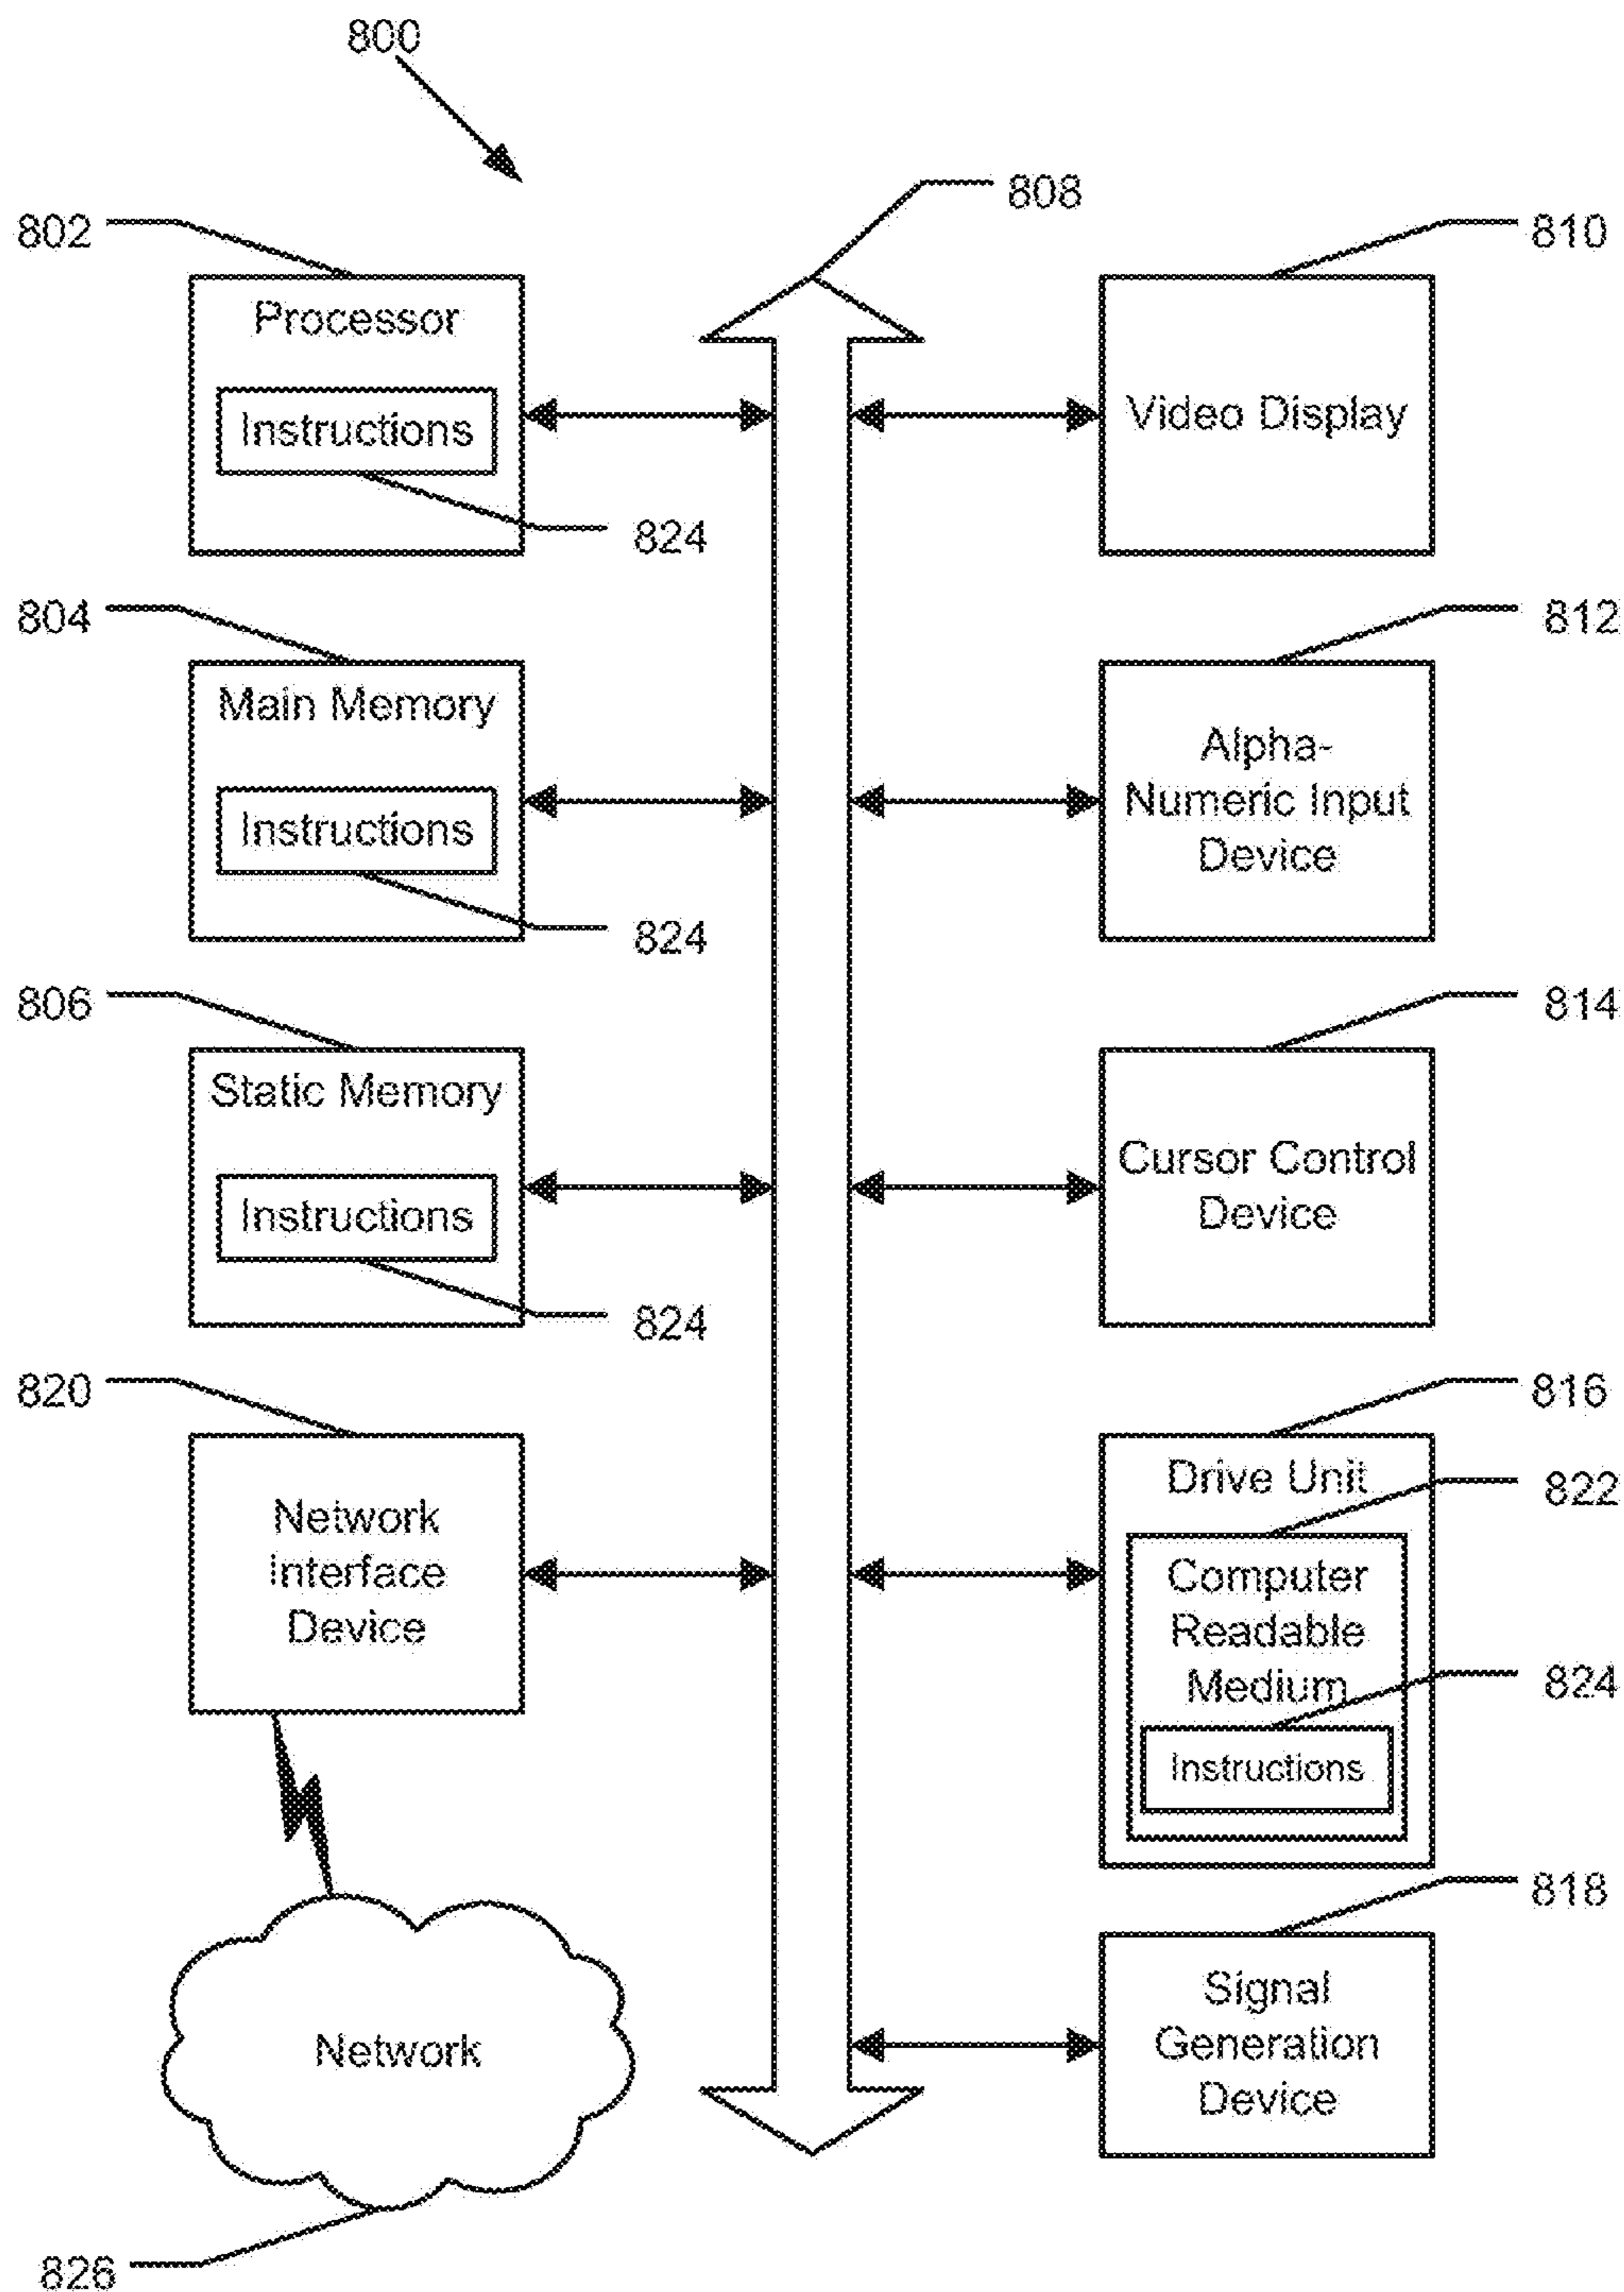 800
808
802
Processor
Instructions
824
810
Video Display
804
Main Memory
Instructions
824
812
Alpha-
Numeric Input
Device
806
Static Memory
Instructions
824
814
Cursor Control
Device
820
Network
Interface
Device
816
Drive Unit
822
Computer
Readable
Medium
824
Instructions
818
Signal
Generation
Device
Network
826